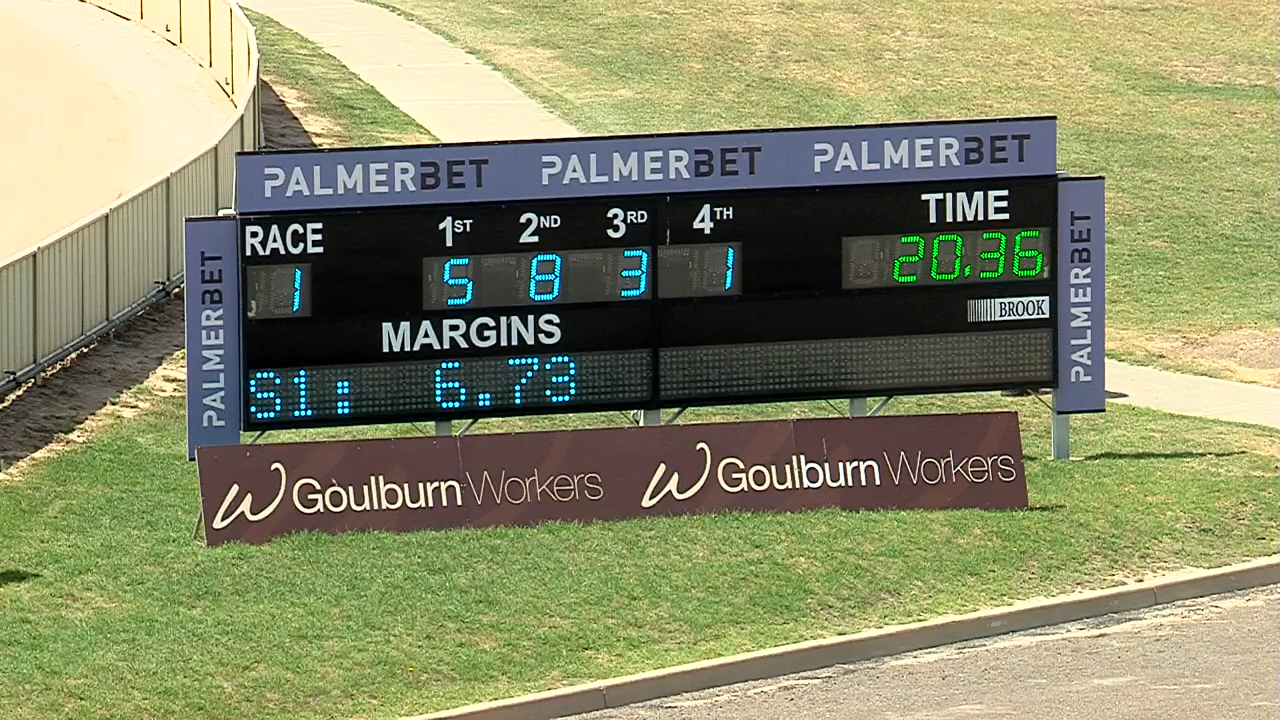 PALMERBET PALMERBET PALMERBET
RACE 1ST 2ND 3RD 4TH TIME
1 5 8 3 1 20.36
BROOK
MARGINS
S1: 6.73
PALMERBET
PALMERBET
Goulburn Workers Goulburn Workers